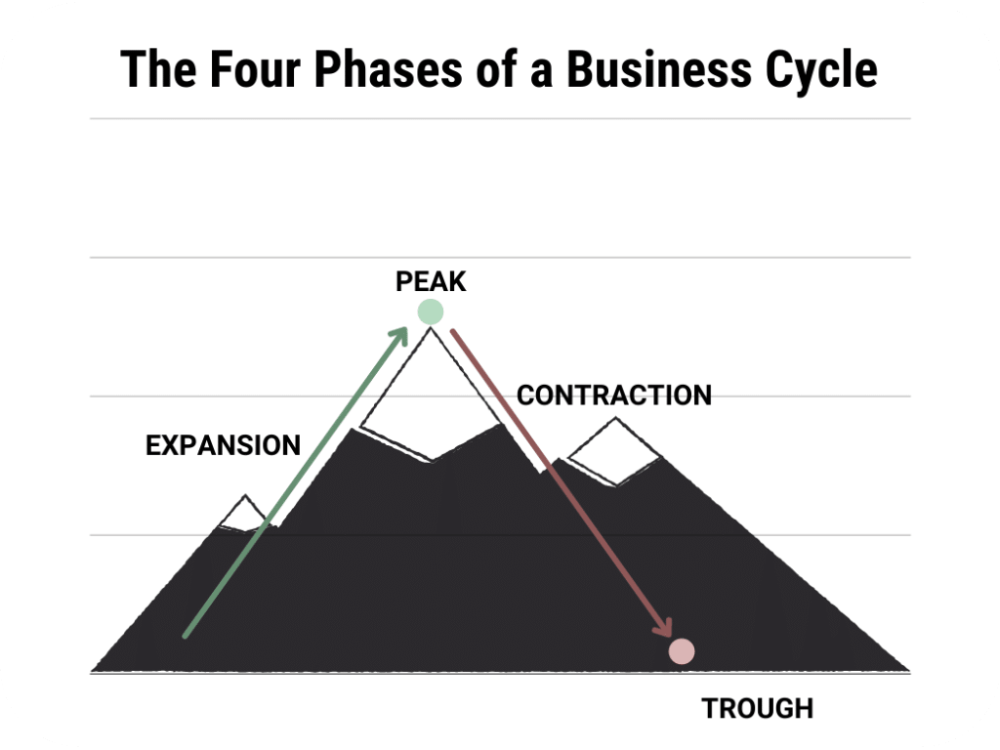 The Four Phases of a Business Cycle
PEAK
CONTRACTION
EXPANSION
TROUGH